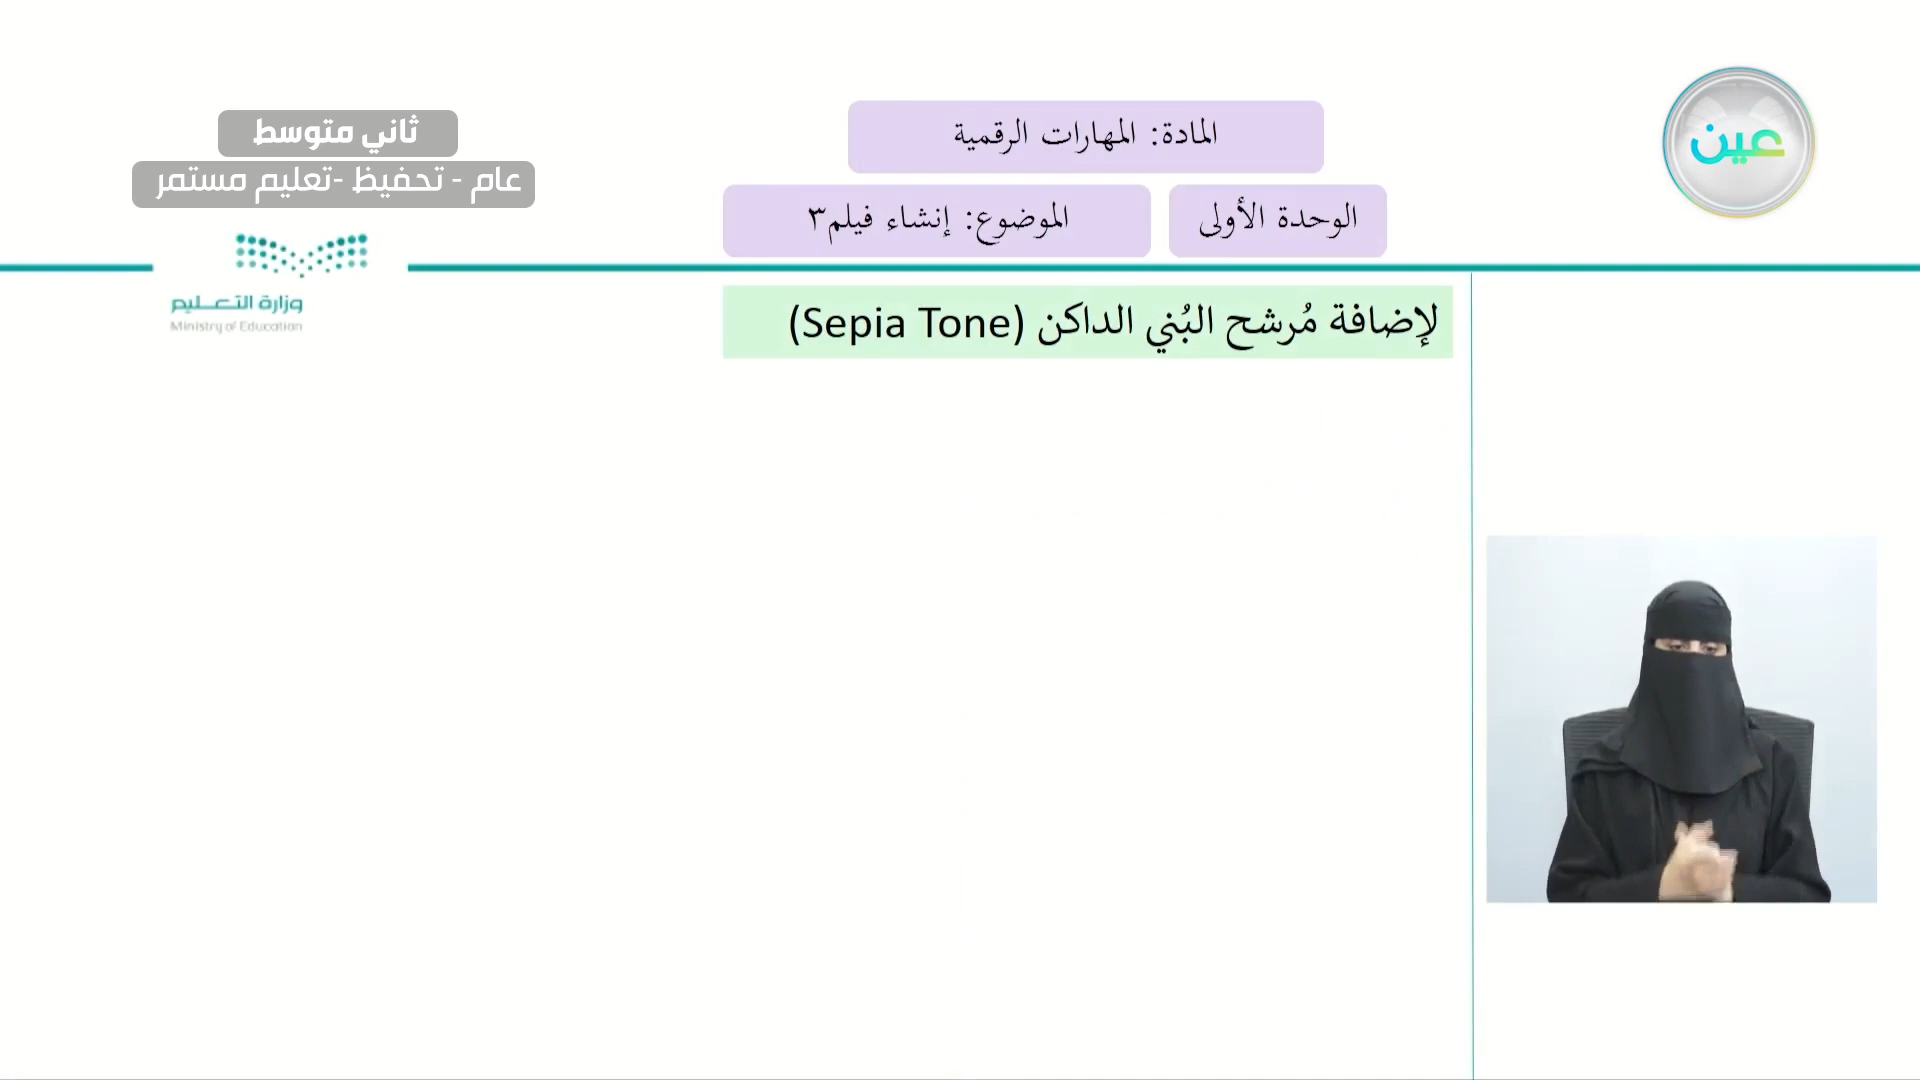 المادة: المهارات الرقمية
الوحدة الأولى
الموضوع: إنشاء فيلم٣
ثاني متوسط
عام - تحفيظ -تعليم مستمر
عين
وزارة التعليم
Ministry of Education
لإضافة مُرشح البُني الداكن (Sepia Tone)